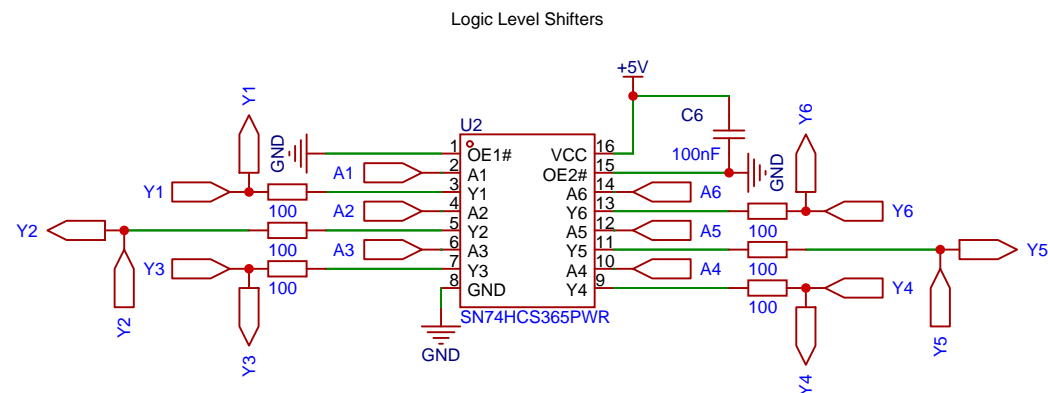 Logic Level Shifters
+5V
Y1
C6
Y6
U2
GND
1
OE1#
VCC
16
100nF
A1
2
A1
OE2#
15
GND
Y1
100
3
Y1
A6
14
A6
A2
4
A2
Y6
13
100
Y6
Y2
100
5
Y2
A5
12
A5
A3
6
A3
Y5
11
100
Y5
Y3
100
7
Y3
A4
10
A4
8
GND
Y4
9
100
Y4
Y2
SN74HCS365PWR
Y3
GND
Y5
Y4